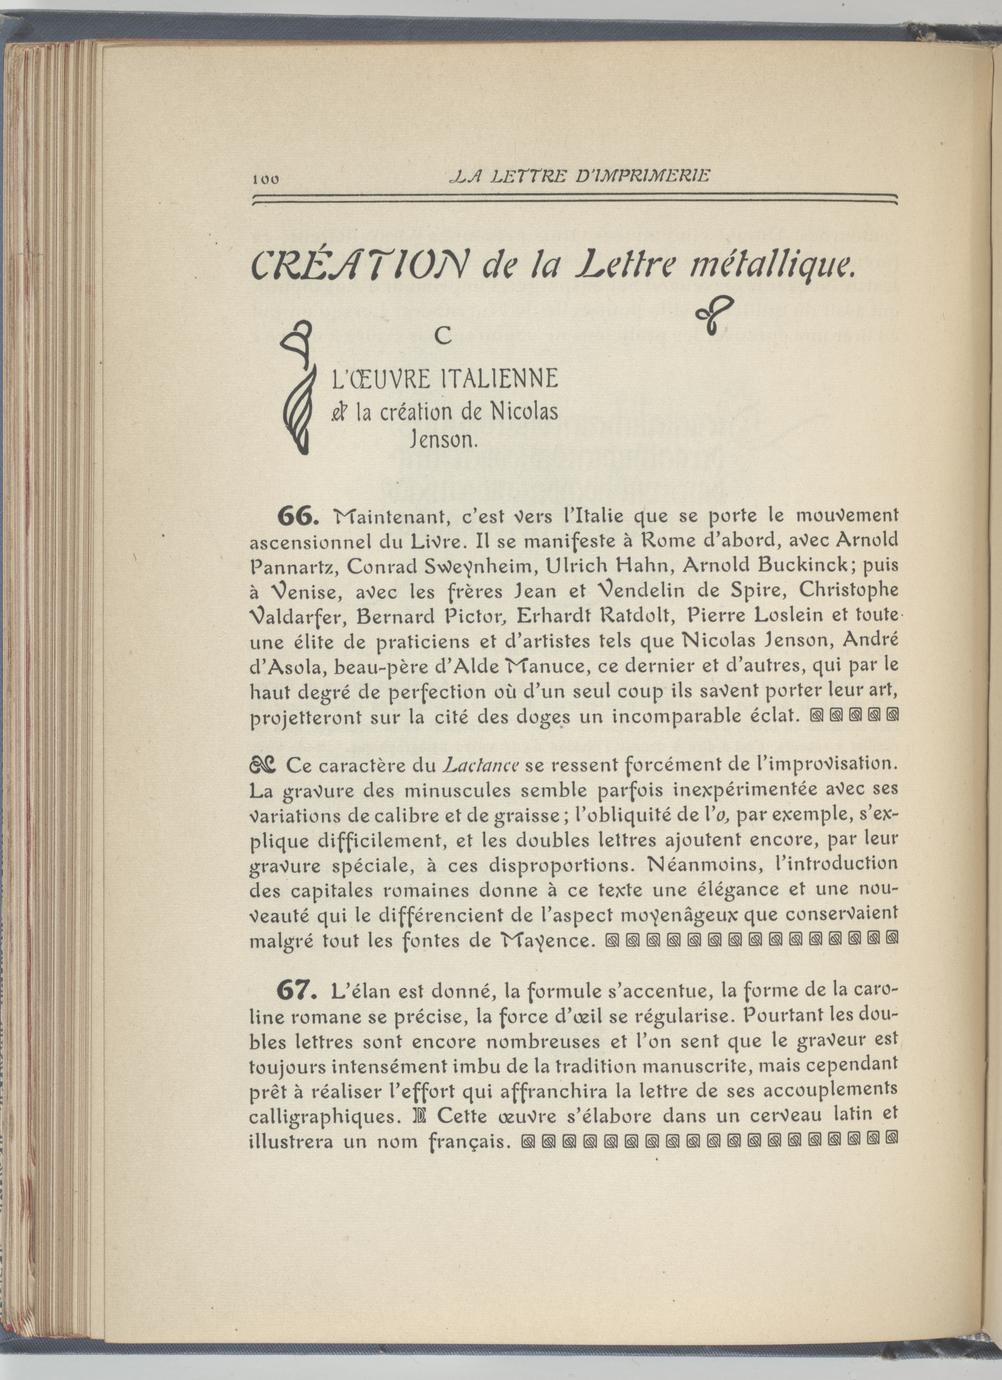 100
LA LETTRE D'IMPRIMERIE
CRÉATION de la Lettre métallique.
C
L'ŒUVRE ITALIENNE
et la création de Nicolas
Jenson.
66. Maintenant, c'est vers l'Italie que se porte le mouvement
ascensionnel du Livre. Il se manifeste à Rome d'abord, avec Arnold
Pannartz, Conrad Sweynheim, Ulrich Hahn, Arnold Buckinck; puis
à Venise, avec les frères Jean et Vendelin de Spire, Christophe
Valdarfer, Bernard Pictor, Erhardt Ratdolt, Pierre Loslein et toute
une élite de praticiens et d'artistes tels que Nicolas Jenson, André
d'Asola, beau-père d'Alde Manuce, ce dernier et d'autres, qui par le
haut degré de perfection où d'un seul coup ils savent porter leur art,
projetteront sur la cité des doges un incomparable éclat.
Ce caractère du Lactance se ressent forcément de l'improvisation.
La gravure des minuscules semble parfois inexpérimentée avec ses
variations de calibre et de graisse; l'obliquité de l'o, par exemple, s'ex-
plique difficilement, et les doubles lettres ajoutent encore, par leur
gravure spéciale, à ces disproportions. Néanmoins, l'introduction
des capitales romaines donne à ce texte une élégance et une nou-
veauté qui le différencient de l'aspect moyenâgeux que conservaient
malgré tout les fontes de Mayence.
67. L'élan est donné, la formule s'accentue, la forme de la caro-
line romane se précise, la force d'œil se régularise. Pourtant les dou-
bles lettres sont encore nombreuses et l'on sent que le graveur est
toujours intensément imbu de la tradition manuscrite, mais cependant
prêt à réaliser l'effort qui affranchira la lettre de ses accouplements
calligraphiques. Cette œuvre s'élabore dans un cerveau latin et
illustrera un nom français.